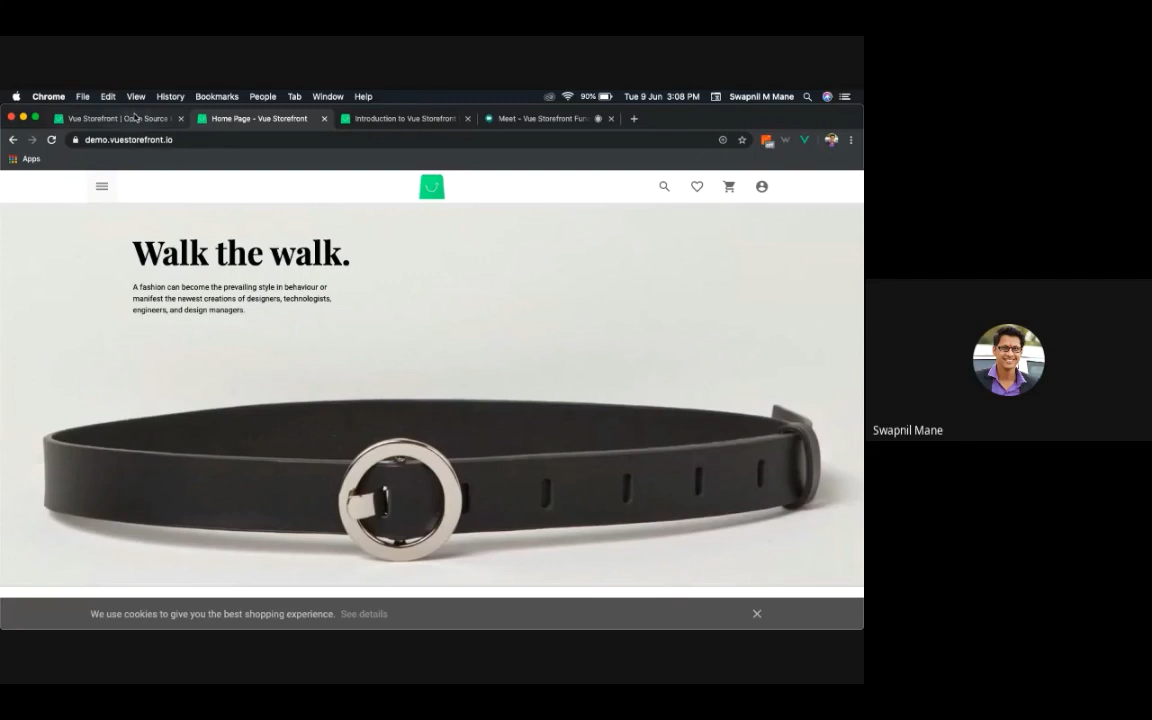 Chrome File Edit View History Bookmarks People Tab Window Help 90% Tue 9 Jun 3:08 PM Swapnil M Mane
Vue Storefront | Open Source Home Page - Vue Storefront Introduction to Vue Storefront Meet - Vue Storefront Fun
demo.vuestorefront.io
Apps
Walk the walk.
A fashion can become the prevailing style in behaviour or
manifest the newest creations of designers, technologists,
engineers, and design managers.
Swapnil Mane
We use cookies to give you the best shopping experience. See details